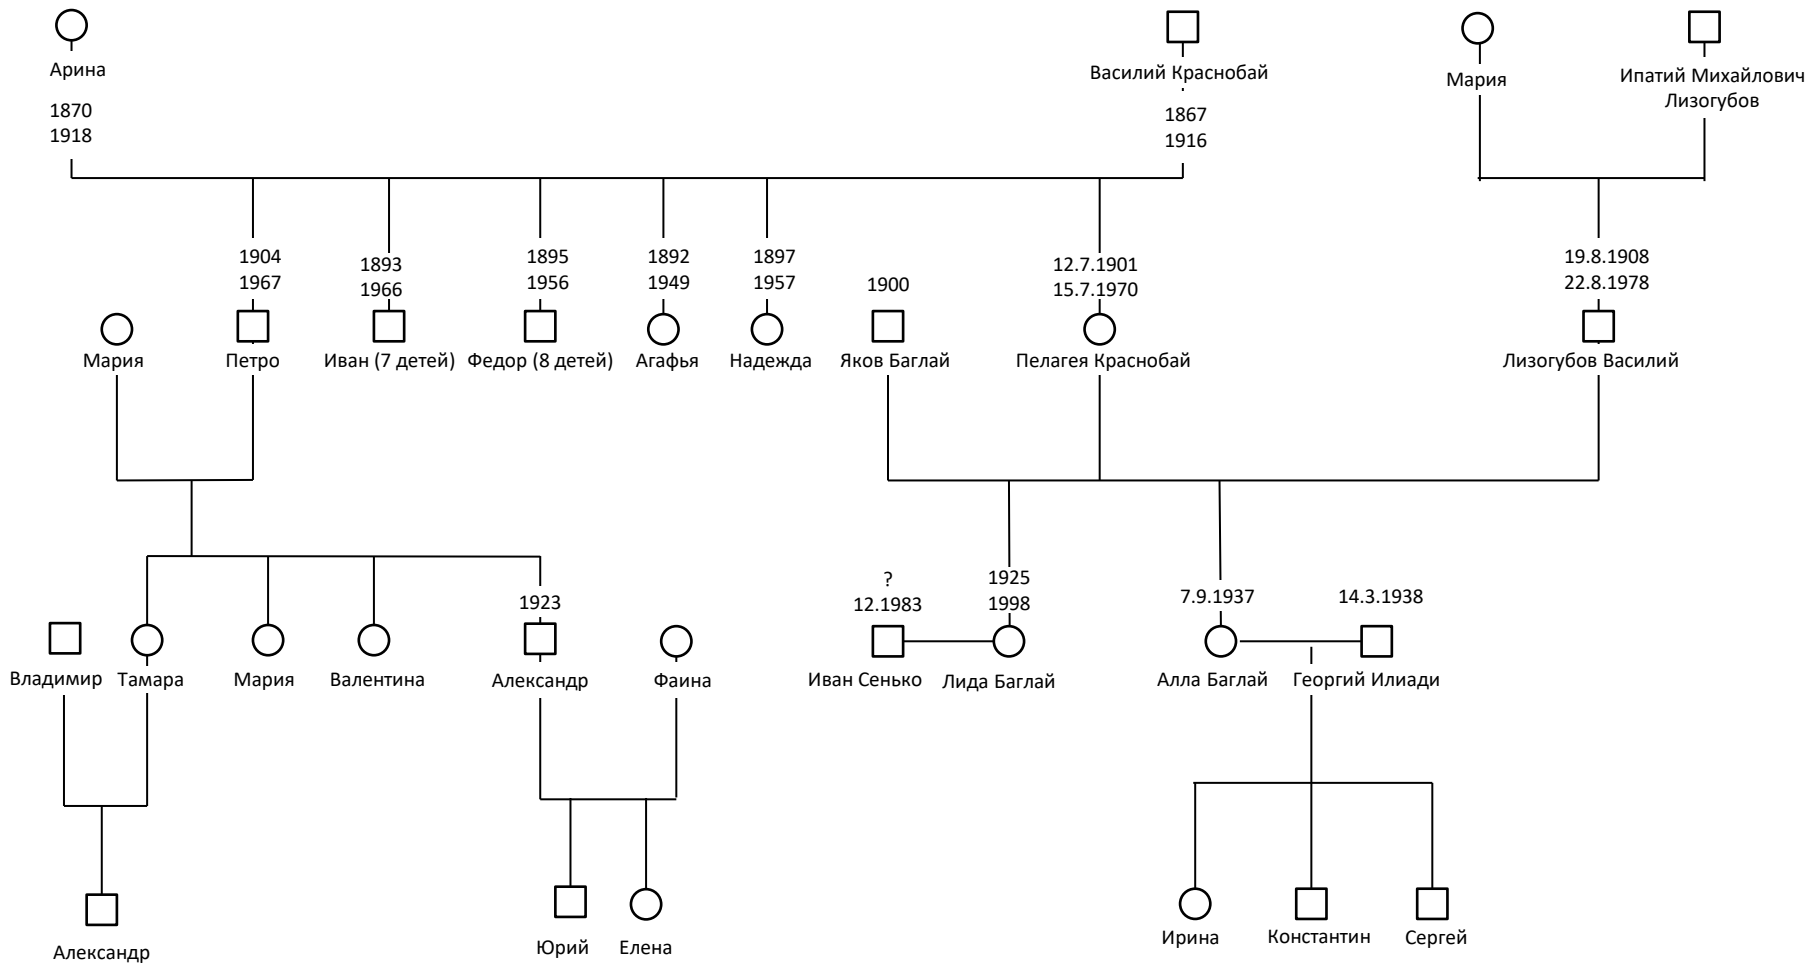 Арина
1870
1918
Василий Краснобай
1867
1916
Мария
Ипатий Михайлович
Лизогубов
1904
1967
1893
1966
1895
1956
1892
1949
1897
1957
1900
12.7.1901
15.7.1970
19.8.1908
22.8.1978
Мария
Петро
Иван (7 детей)
Федор (8 детей)
Агафья
Надежда
Яков Баглай
Пелагея Краснобай
Лизогубов Василий
1923
?
12.1983
1925
1998
7.9.1937
14.3.1938
Владимир
Тамара
Мария
Валентина
Александр
Фаина
Иван Сенько
Лида Баглай
Алла Баглай
Георгий Илиади
Александр
Юрий
Елена
Ирина
Константин
Сергей